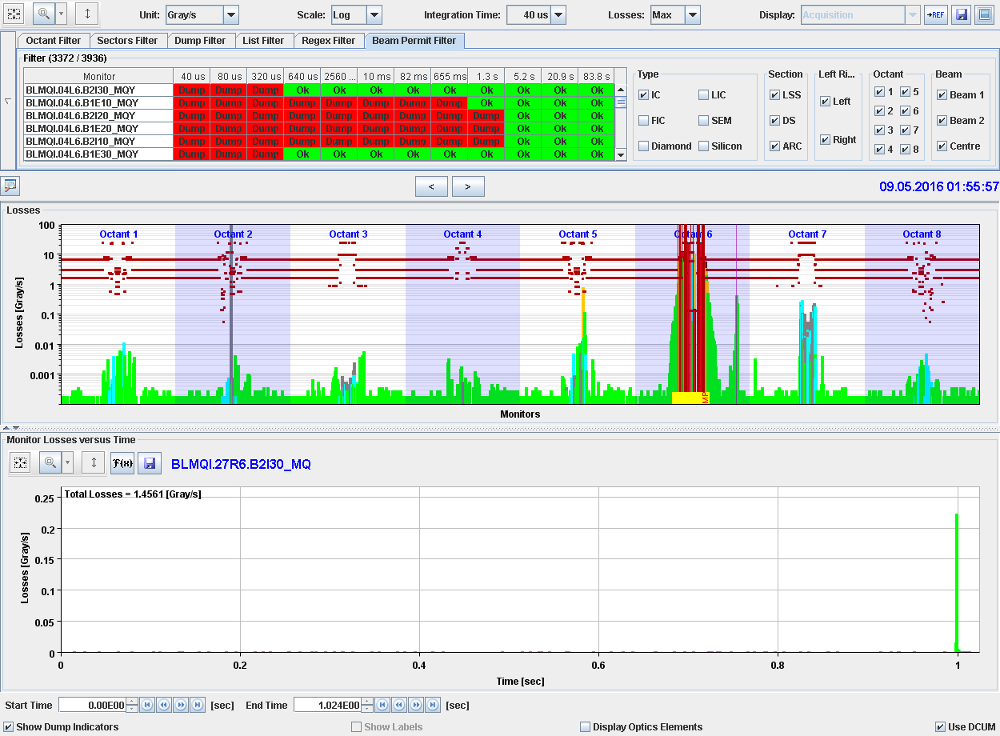 Unit: Gray/s Scale: Log Integration Time: 40 us Losses: Max Display: Acquisition →REF
Octant Filter Sectors Filter Dump Filter List Filter Regex Filter Beam Permit Filter
Filter (3372 / 3936)
Monitor 40 us 80 us 320 us 640 us 2560 ... 10 ms 82 ms 655 ms 1.3 s 5.2 s 20.9 s 83.8 s
BLMQI.04L6.B2I30_MQY Dump Dump Dump Ok Ok Ok Ok Ok Ok Ok Ok Ok
BLMQI.04L6.B1E10_MQY Dump Dump Dump Dump Dump Dump Dump Dump Ok Ok Ok Ok
BLMQI.04L6.B2I20_MQY Dump Dump Dump Dump Dump Dump Dump Dump Dump Ok Ok Ok
BLMQI.04L6.B1E20_MQY Dump Dump Dump Dump Dump Dump Dump Dump Dump Ok Ok Ok
BLMQI.04L6.B2I10_MQY Dump Dump Dump Dump Dump Dump Dump Dump Dump Ok Ok Ok
BLMQI.04L6.B1E30_MQY Dump Dump Dump Ok Ok Ok Ok Ok Ok Ok Ok Ok
Type
IC LIC
FIC SEM
Diamond Silicon
Section
LSS
DS
ARC
Left Ri...
Left
Right
Octant
1 5
2 6
3 7
4 8
Beam
Beam 1
Beam 2
Centre
< >
09.05.2016 01:55:57
Losses
Octant 1 Octant 2 Octant 3 Octant 4 Octant 5 Octant 6 Octant 7 Octant 8
100
10
1
0.1
0.01
0.001
Losses [Gray/s]
MP
Monitors
Monitor Losses versus Time
F(x) BLMQI.27R6.B2I30_MQ
Total Losses = 1.4561 [Gray/s]
0.25
0.2
0.15
0.1
0.05
0
Losses [Gray/s]
0 0.2 0.4 0.6 0.8 1
Time [sec]
Start Time 0.00E00 [sec] End Time 1.024E00 [sec]
Show Dump Indicators Show Labels Display Optics Elements Use DCUM